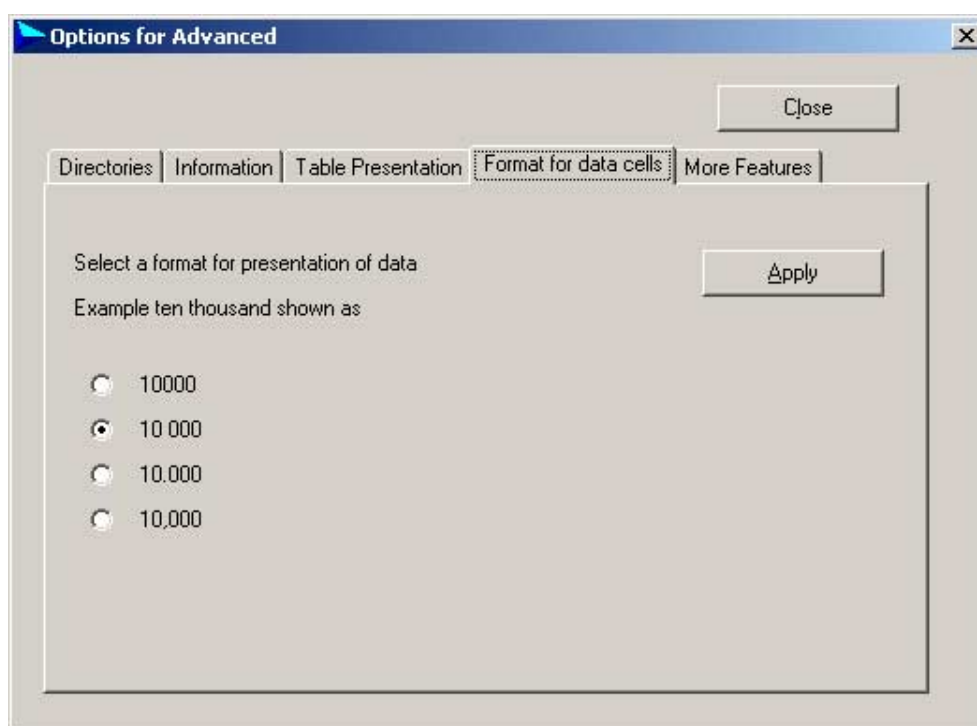 Options for Advanced
Close
Directories Information Table Presentation Format for data cells More Features
Select a format for presentation of data
Apply
Example ten thousand shown as
10000
10 000
10.000
10,000